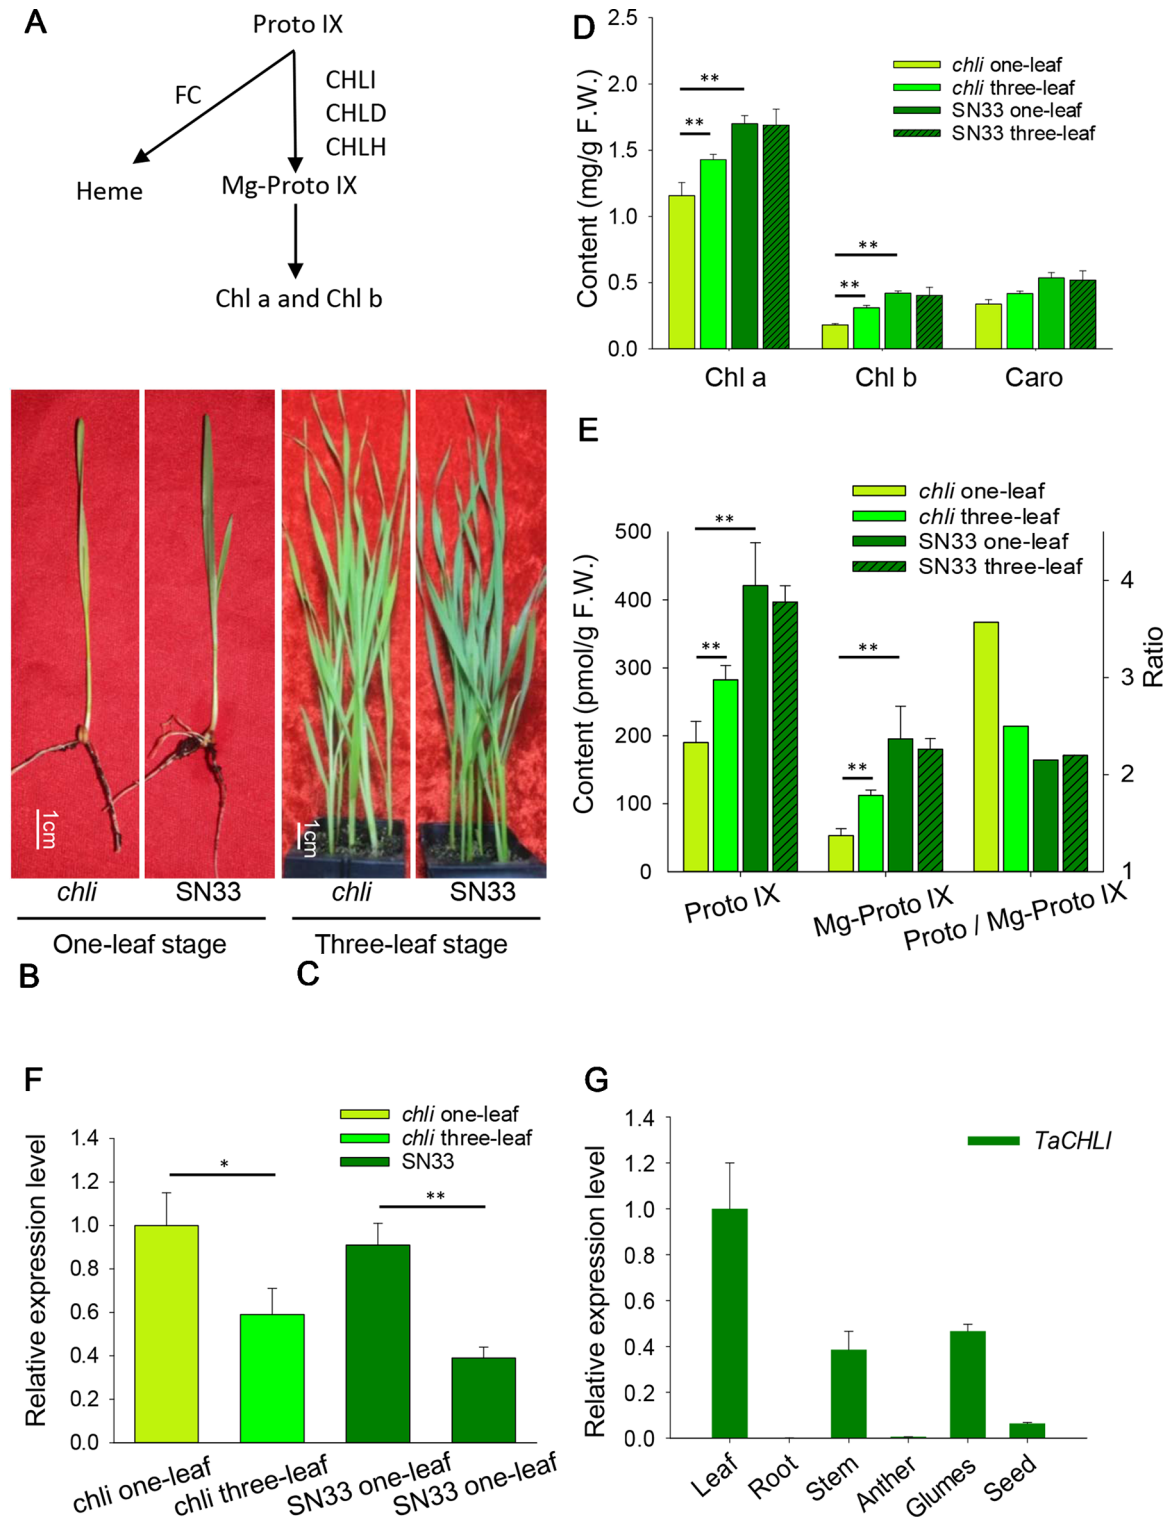 A
Proto IX
FC
CHLI
CHLD
CHLH
Heme
Mg-Proto IX
Chl a and Chl b
1cm
1cm
chli
SN33
chli
SN33
One-leaf stage
Three-leaf stage
B
C
D
Content (mg/g F.W.)
2.5
2.0
1.5
1.0
0.5
0.0
chli one-leaf
chli three-leaf
SN33 one-leaf
SN33 three-leaf
**
**
**
**
Chl a
Chl b
Caro
E
chli one-leaf
chli three-leaf
SN33 one-leaf
SN33 three-leaf
Content (pmol/g F.W.)
500
400
300
200
100
0
**
**
**
**
4
3
2
1
Ratio
Proto IX
Mg-Proto IX
Proto / Mg-Proto IX
F
chli one-leaf
chli three-leaf
SN33
Relative expression level
1.4
1.2
1.0
0.8
0.6
0.4
0.2
0.0
*
**
chli one-leaf
chli three-leaf
SN33 one-leaf
SN33 one-leaf
G
TaCHLI
Relative expression level
1.4
1.2
1.0
0.8
0.6
0.4
0.2
0.0
Leaf
Root
Stem
Anther
Glumes
Seed